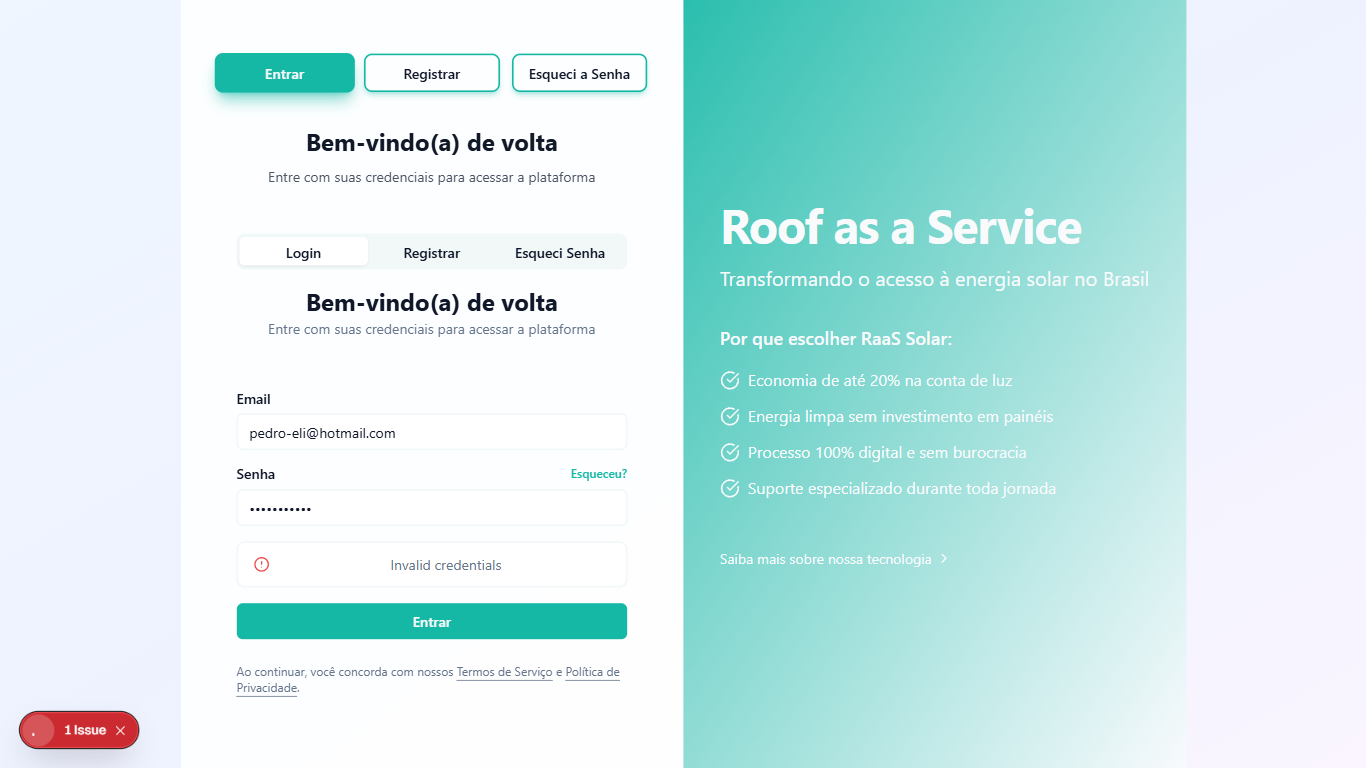 Entrar
Registrar
Esqueci a Senha
Bem-vindo(a) de volta
Entre com suas credenciais para acessar a plataforma
Login
Registrar
Esqueci Senha
Bem-vindo(a) de volta
Entre com suas credenciais para acessar a plataforma
Email
pedro-eli@hotmail.com
Senha
Esqueceu?
•••••••••••
Invalid credentials
Entrar
Ao continuar, você concorda com nossos Termos de Serviço e Política de
Privacidade.
1 Issue
Roof as a Service
Transformando o acesso à energia solar no Brasil
Por que escolher RaaS Solar:
Economia de até 20% na conta de luz
Energia limpa sem investimento em painéis
Processo 100% digital e sem burocracia
Suporte especializado durante toda jornada
Saiba mais sobre nossa tecnologia